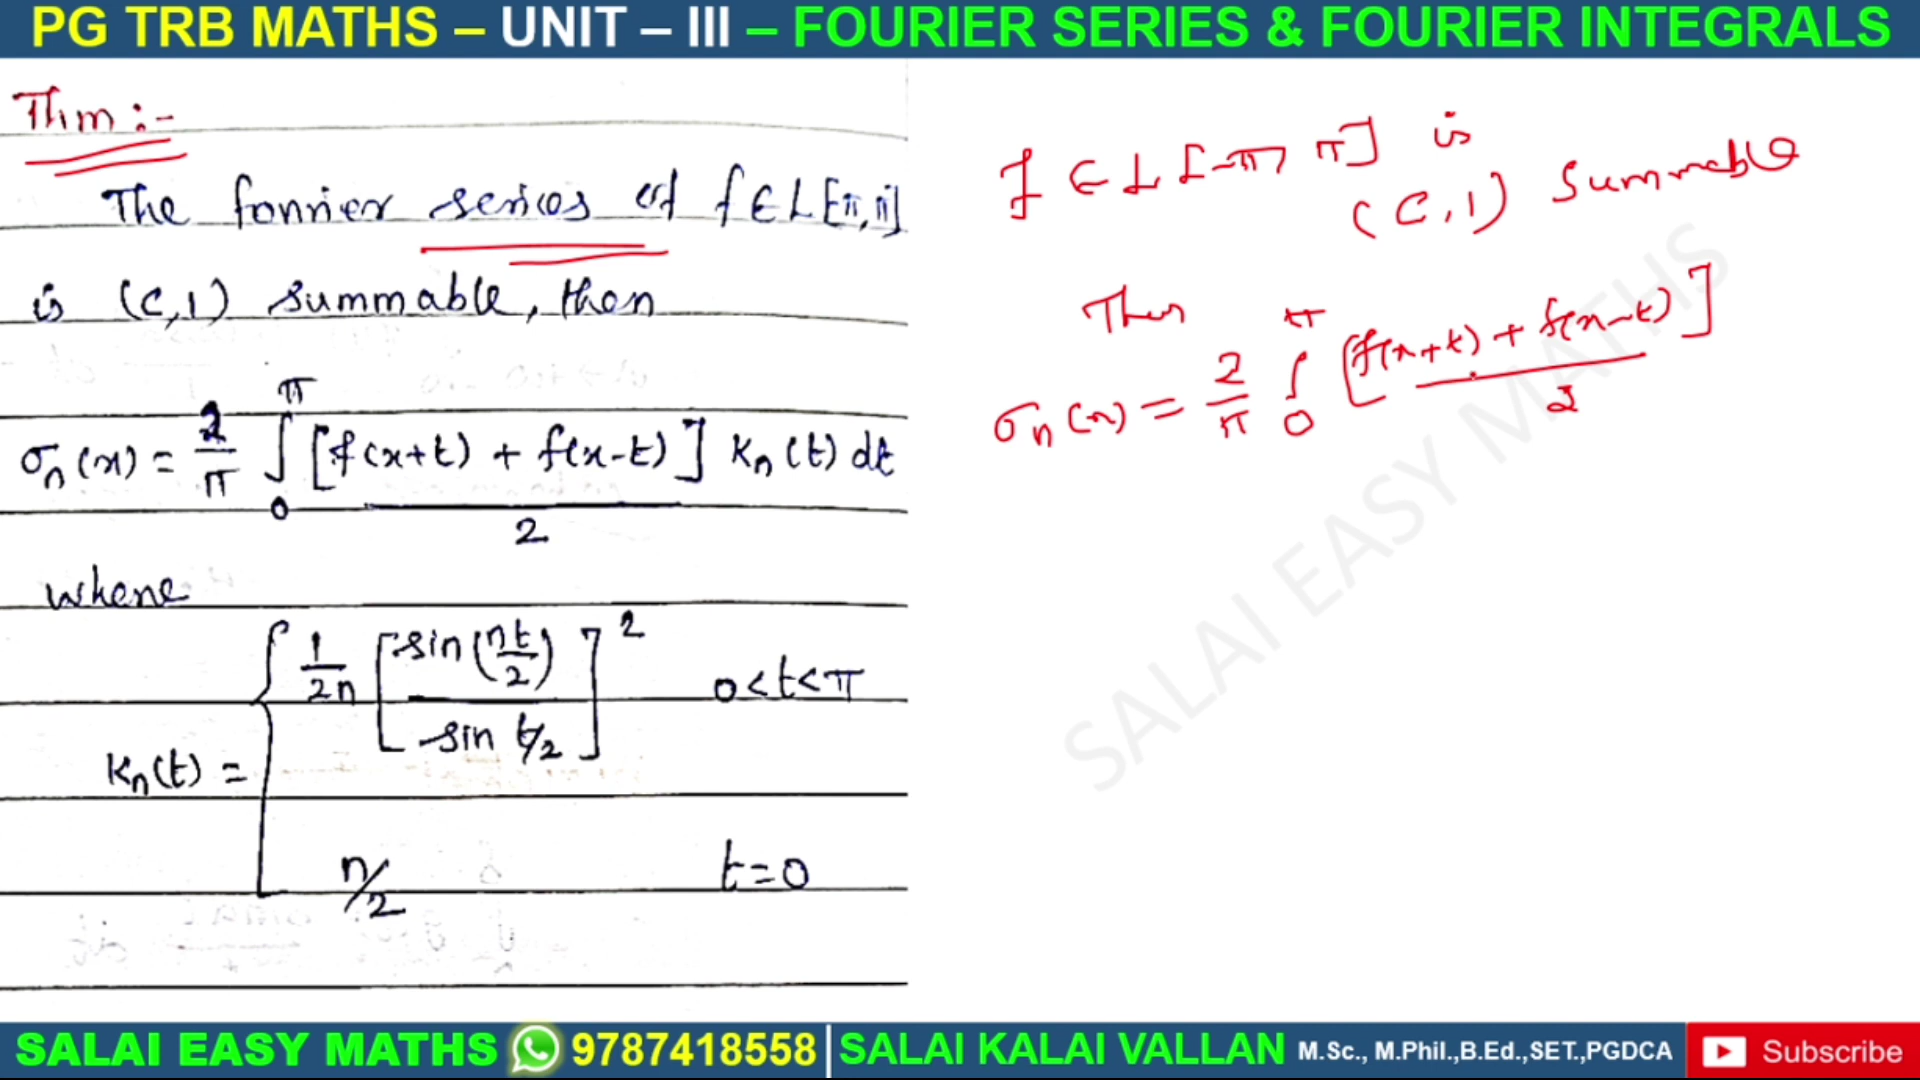 PG TRB MATHS – UNIT – III – FOURIER SERIES & FOURIER INTEGRALS
Thm :-
The fourier series of f ∈ L[π, π]
is (C,1) summable, then
σₙ(x) = 2/π ∫₀^π [f(x+t) + f(x-t)]/2 Kₙ(t) dt
where
Kₙ(t) = { 1/2n [sin(nt/2) / sin t/2]² 0<t<π
n/2 t=0
f ∈ L [-π, π] is
(C,1) Summable
Then
σₙ(x) = 2/π ∫₀^π [f(x+t) + f(x-t)]/2
SALAI EASY MATHS
SALAI EASY MATHS 9787418558 | SALAI KALAI VALLAN M.Sc., M.Phil.,B.Ed.,SET.,PGDCA Subscribe